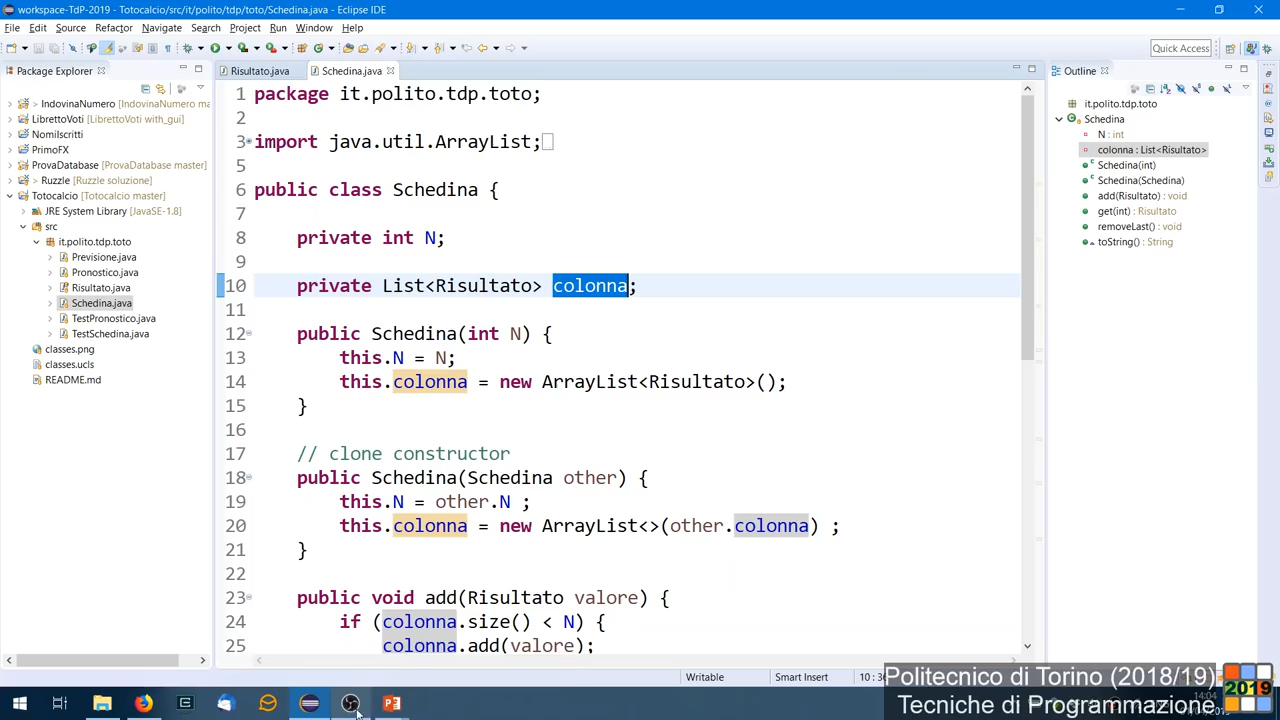 workspace-TdP-2019 - Totocalcio/src/it/polito/tdp/toto/Schedina.java - Eclipse IDE
File Edit Source Refactor Navigate Search Project Run Window Help
Quick Access
Package Explorer
Risultato.java
Schedina.java
Outline
> IndovinaNumero [IndovinaNumero ma
LibrettoVoti [LibrettoVoti with_gui]
NomiIscritti
PrimoFX
ProvaDatabase [ProvaDatabase master]
> Ruzzle [Ruzzle soluzione]
Totocalcio [Totocalcio master]
JRE System Library [JavaSE-1.8]
src
it.polito.tdp.toto
Previsione.java
Pronostico.java
Risultato.java
Schedina.java
TestPronostico.java
TestSchedina.java
classes.png
classes.ucls
README.md
1 package it.polito.tdp.toto;
2
3 import java.util.ArrayList;
5
6 public class Schedina {
7
8 private int N;
9
10 private List<Risultato> colonna;
11
12 public Schedina(int N) {
13 this.N = N;
14 this.colonna = new ArrayList<Risultato>();
15 }
16
17 // clone constructor
18 public Schedina(Schedina other) {
19 this.N = other.N ;
20 this.colonna = new ArrayList<>(other.colonna) ;
21 }
22
23 public void add(Risultato valore) {
24 if (colonna.size() < N) {
25 colonna.add(valore);
it.polito.tdp.toto
Schedina
N : int
colonna : List<Risultato>
Schedina(int)
Schedina(Schedina)
add(Risultato) : void
get(int) : Risultato
removeLast() : void
toString() : String
Writable
Smart Insert
10 : 3
Politecnico di Torino (2018/19)
Tecniche di Programmazione
2019
14:04